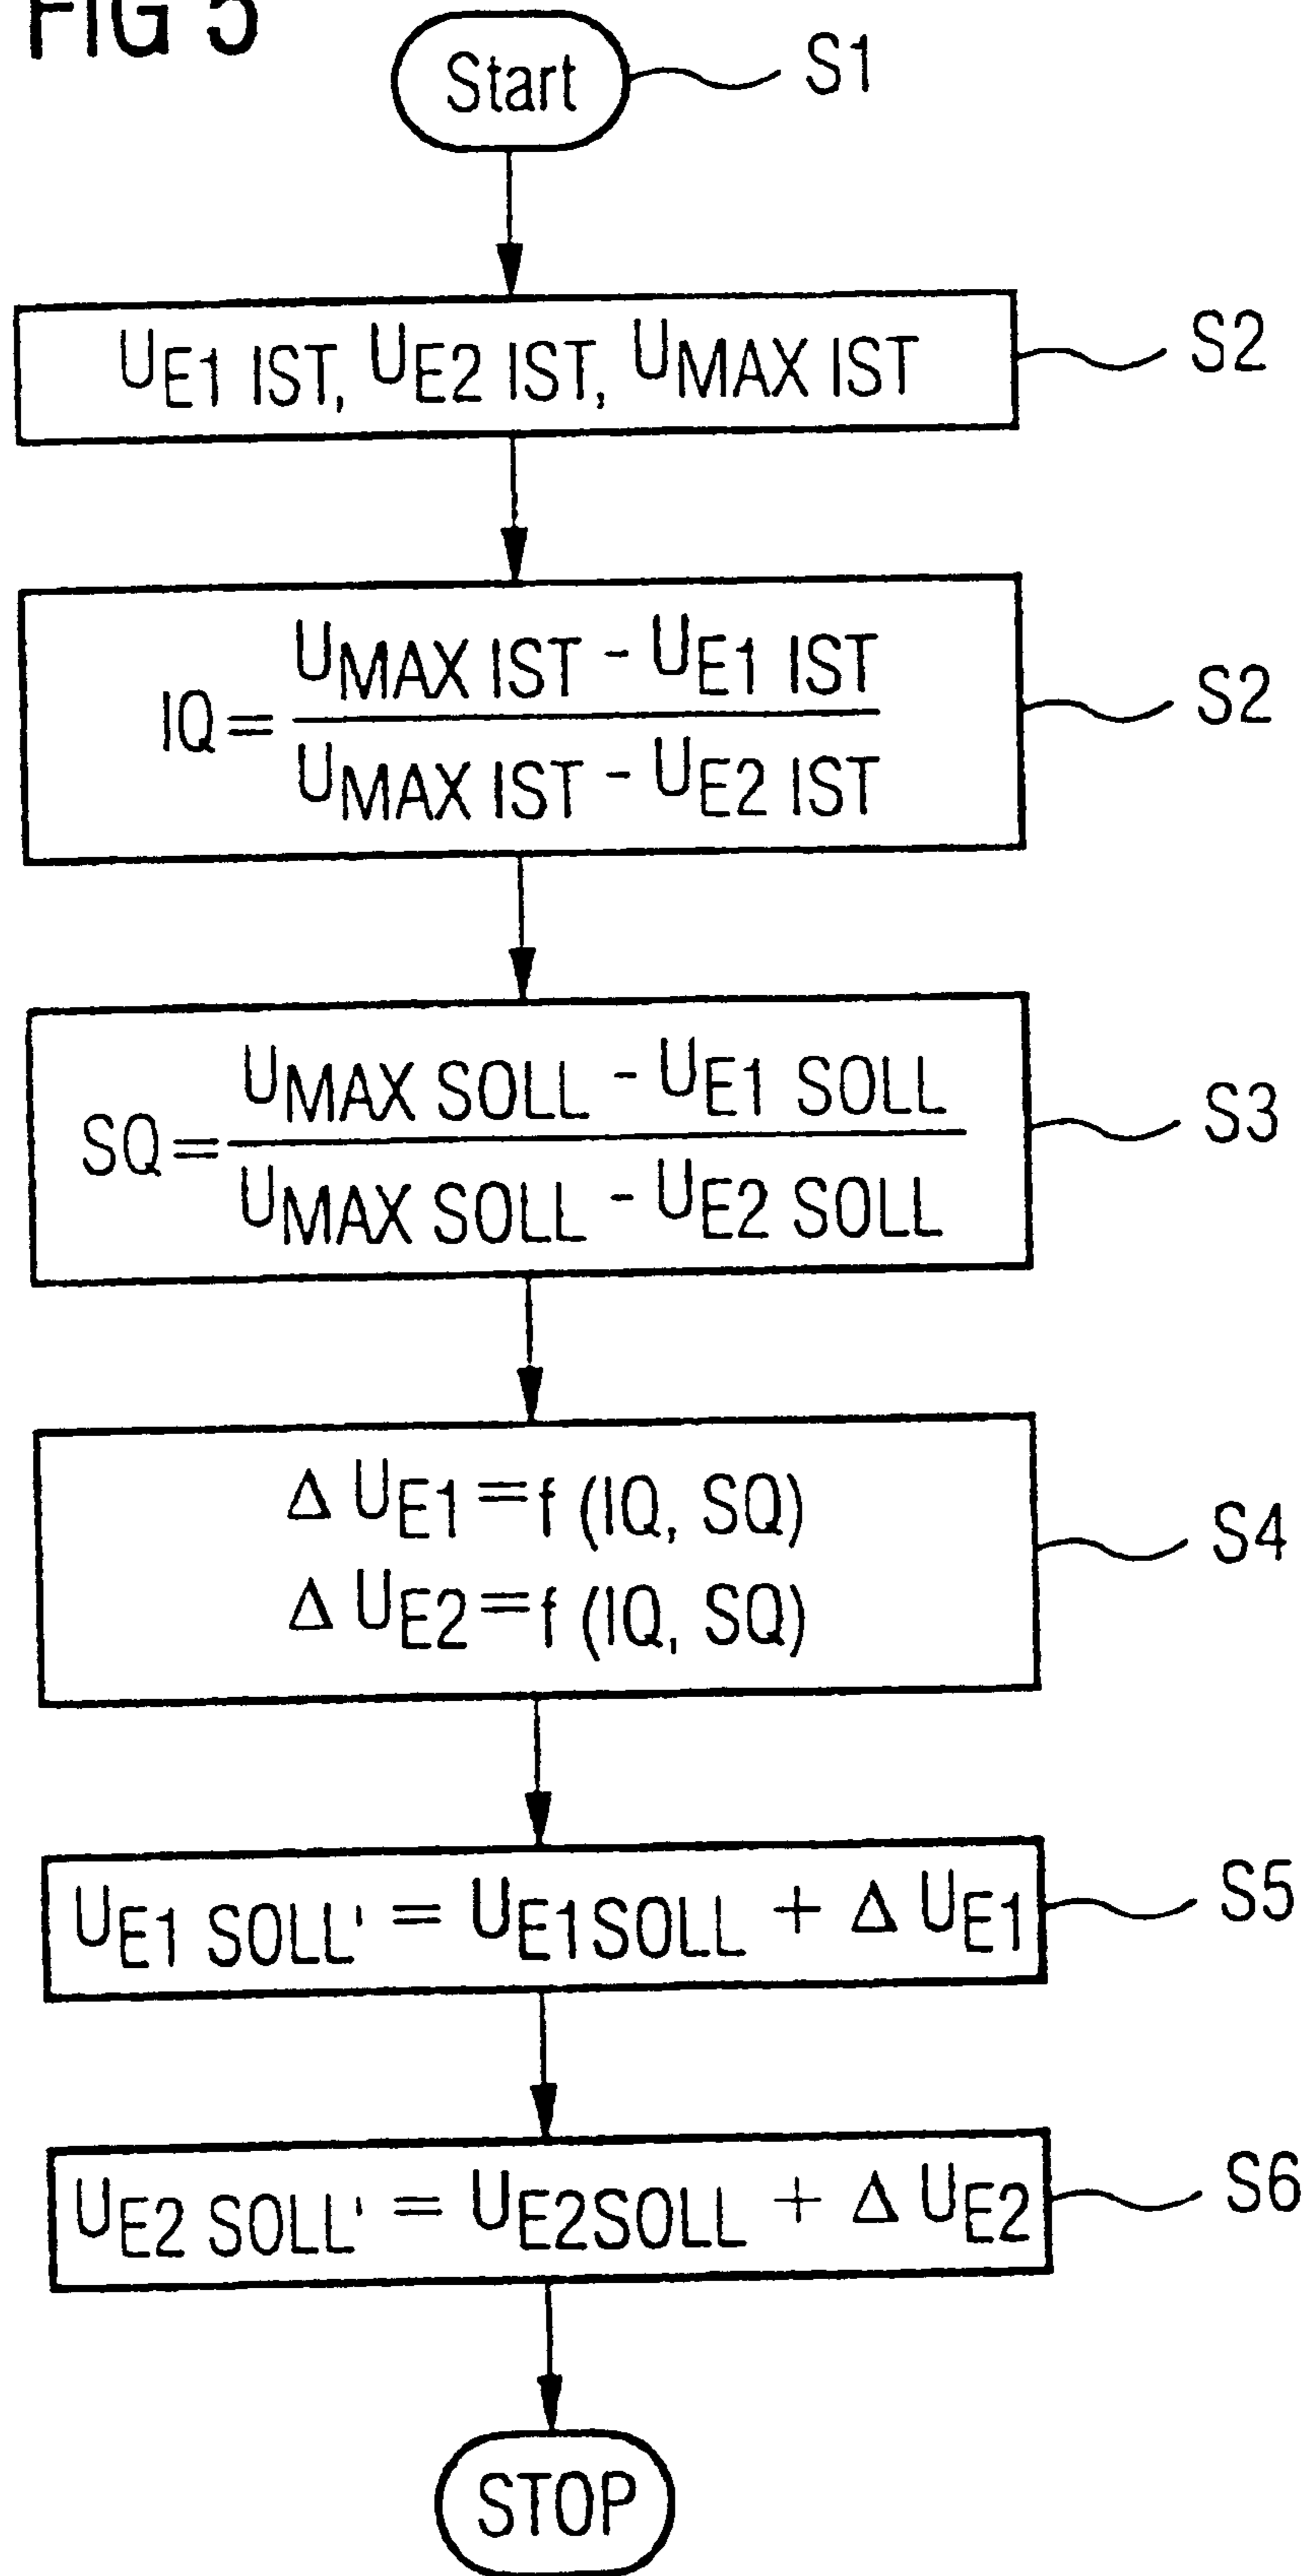 FIG 5
Start S1
UE1 IST, UE2 IST, UMAX IST S2
IQ = UMAX IST - UE1 IST
UMAX IST - UE2 IST S2
SQ = UMAX SOLL - UE1 SOLL
UMAX SOLL - UE2 SOLL S3
Δ UE1 = f (IQ, SQ)
Δ UE2 = f (IQ, SQ) S4
UE1 SOLL' = UE1SOLL + Δ UE1 S5
UE2 SOLL' = UE2SOLL + Δ UE2 S6
STOP